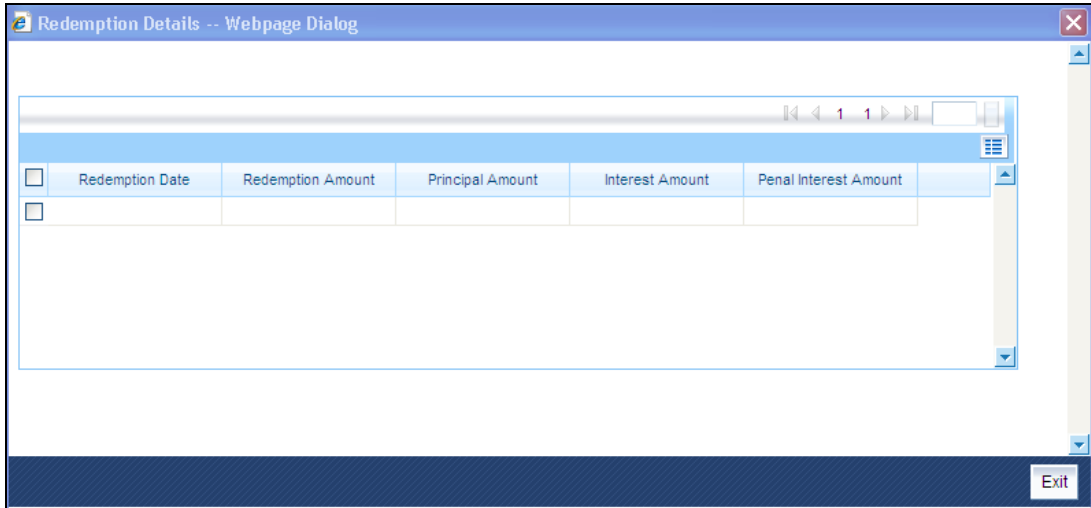 Redemption Details -- Webpage Dialog
1 1
Redemption Date Redemption Amount Principal Amount Interest Amount Penal Interest Amount
Exit